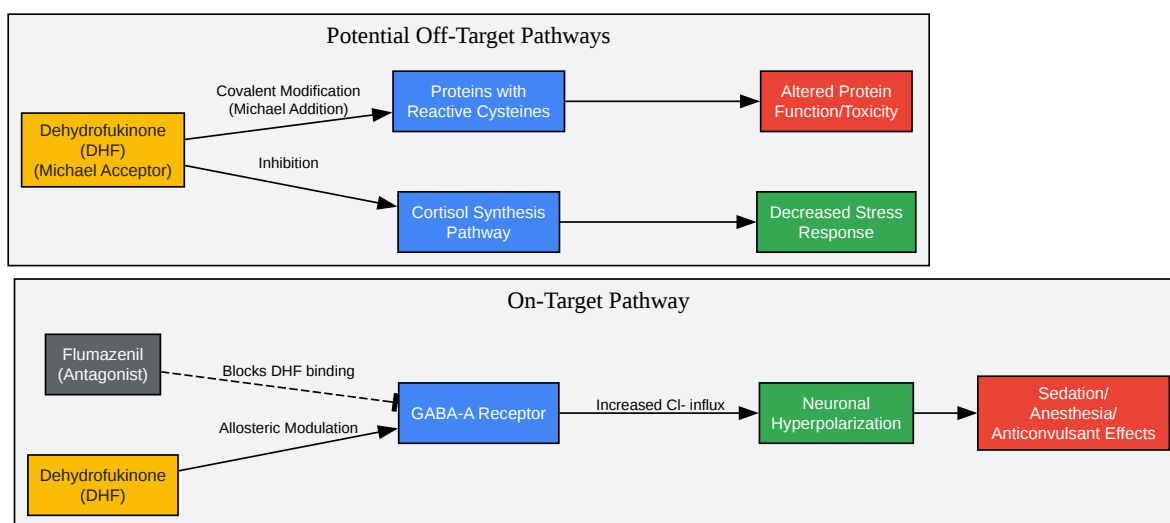 Potential Off-Target Pathways
Covalent Modification
(Michael Addition)
Proteins with
Reactive Cysteines
Altered Protein
Function/Toxicity
Dehydrofukinone
(DHF)
(Michael Acceptor)
Inhibition
Cortisol Synthesis
Pathway
Decreased Stress
Response
On-Target Pathway
Flumazenil
(Antagonist)
Blocks DHF binding
GABA-A Receptor
Increased Cl- influx
Neuronal
Hyperpolarization
Sedation/
Anesthesia/
Anticonvulsant Effects
Allosteric Modulation
Dehydrofukinone
(DHF)